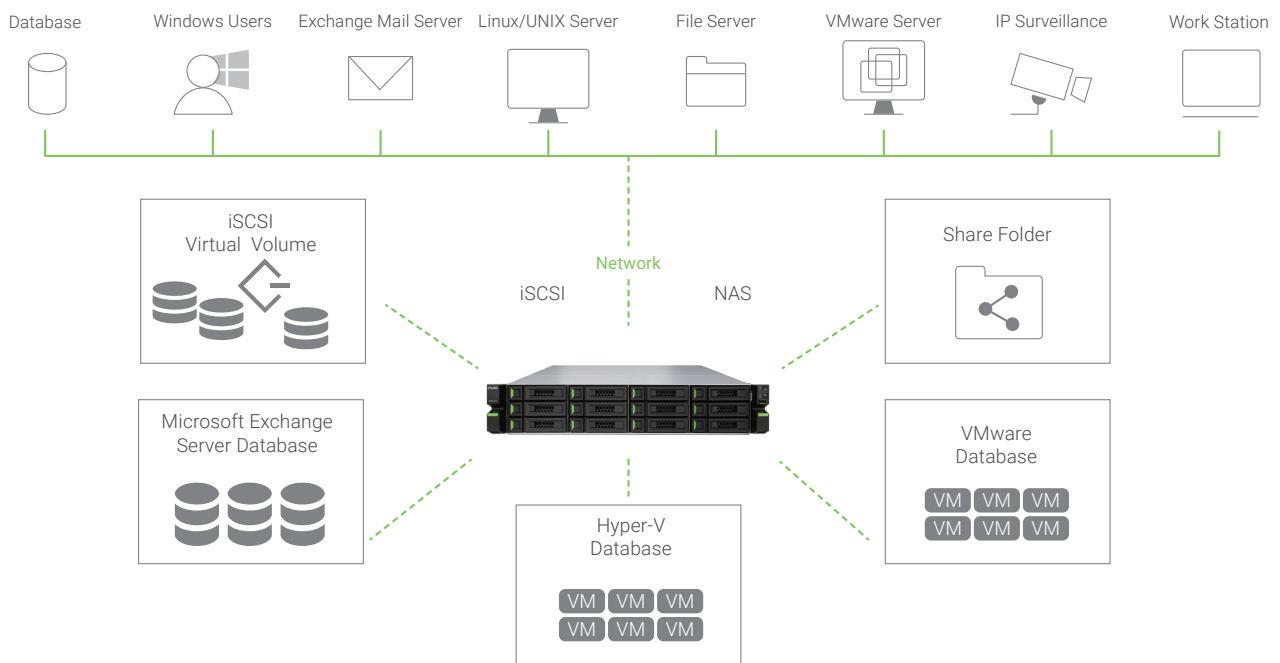 Database
Windows Users
Exchange Mail Server
Linux/UNIX Server
File Server
VMware Server
IP Surveillance
Work Station
iSCSI
Virtual Volume
Share Folder
Network
iSCSI
NAS
Microsoft Exchange
Server Database
VMware
Database
VM VM VM
VM VM VM
Hyper-V
Database
VM VM VM
VM VM VM